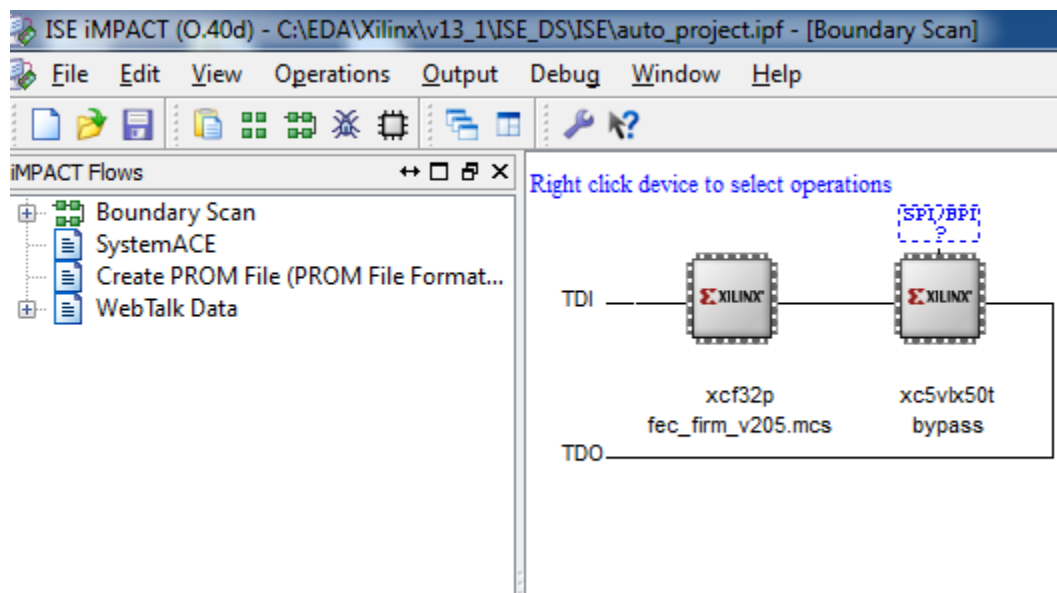 ISE iMPACT (O.40d) - C:\EDA\Xilinx\v13_1\ISE_DS\ISE\auto_project.ipf - [Boundary Scan]
File Edit View Operations Output Debug Window Help
iMPACT Flows
Boundary Scan
SystemACE
Create PROM File (PROM File Format...
WebTalk Data
Right click device to select operations
SPI/BPI
?
TDI
XILINX
XILINX
xcf32p
fec_firm_v205.mcs
xc5vlx50t
bypass
TDO